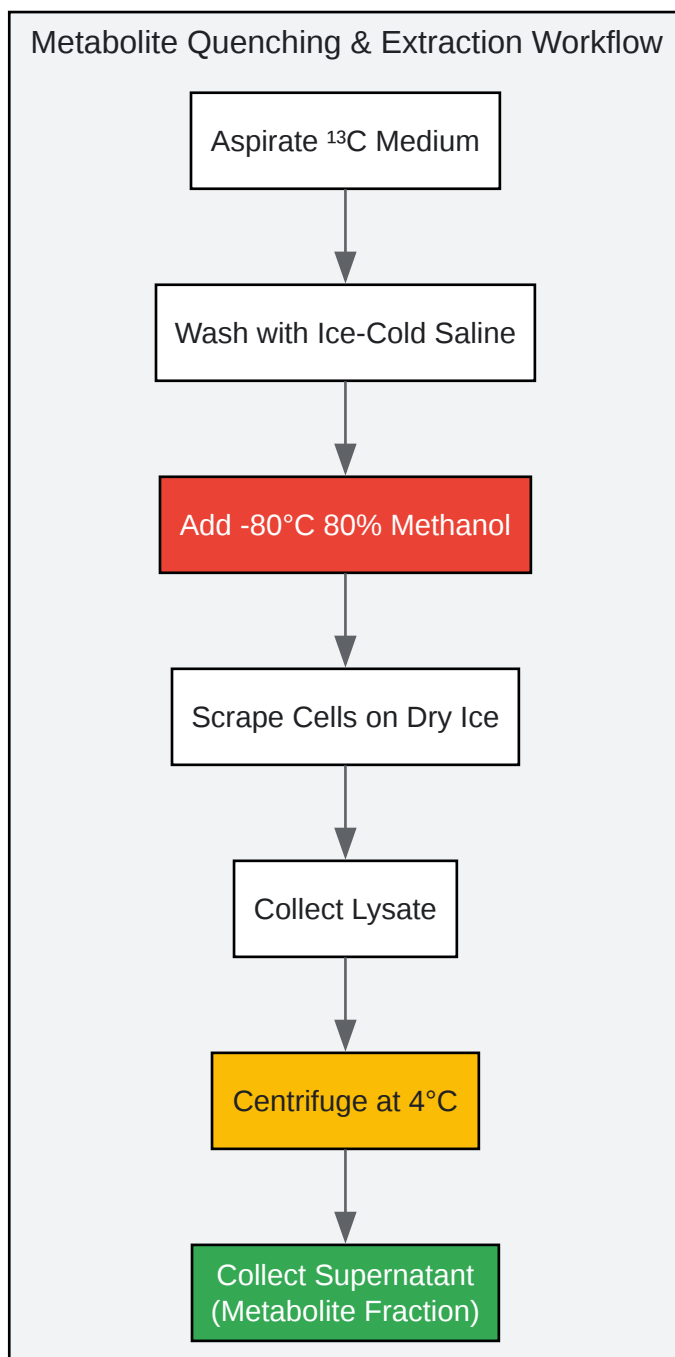 Metabolite Quenching & Extraction Workflow
Aspirate ¹³C Medium
Wash with Ice-Cold Saline
Add -80°C 80% Methanol
Scrape Cells on Dry Ice
Collect Lysate
Centrifuge at 4°C
Collect Supernatant
(Metabolite Fraction)